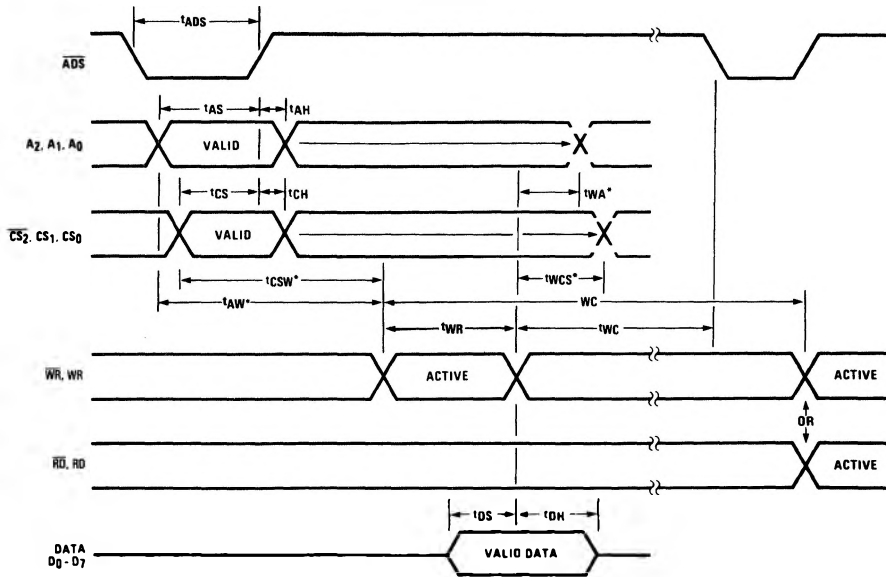 tADS
ADS
tAS tAH
A2, A1, A0 VALID
tCS tCH tWA*
CS2, CS1, CS0 VALID
tCSW* tWCS*
tAW* WC
tWR tWC
WR, WR ACTIVE ACTIVE
OR
RD, RD ACTIVE
tDS tDH
DATA
D0 - D7 VALID DATA